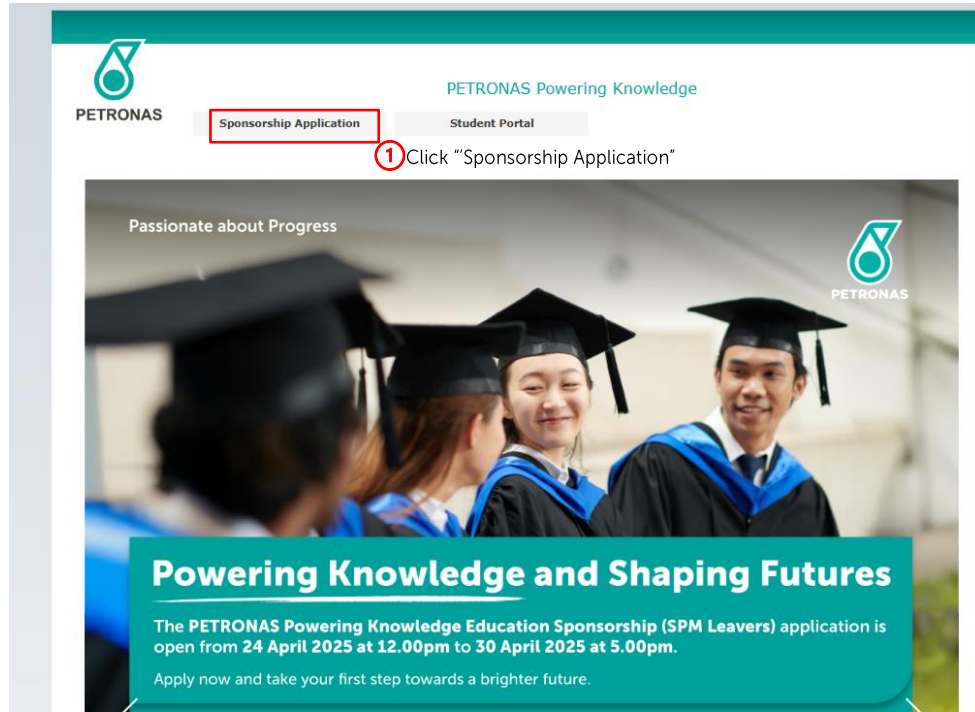 PETRONAS
PETRONAS Powering Knowledge
Sponsorship Application
Student Portal
1 Click “‘Sponsorship Application”
Passionate about Progress
PETRONAS
Powering Knowledge and Shaping Futures
The PETRONAS Powering Knowledge Education Sponsorship (SPM Leavers) application is
open from 24 April 2025 at 12.00pm to 30 April 2025 at 5.00pm.
Apply now and take your first step towards a brighter future.